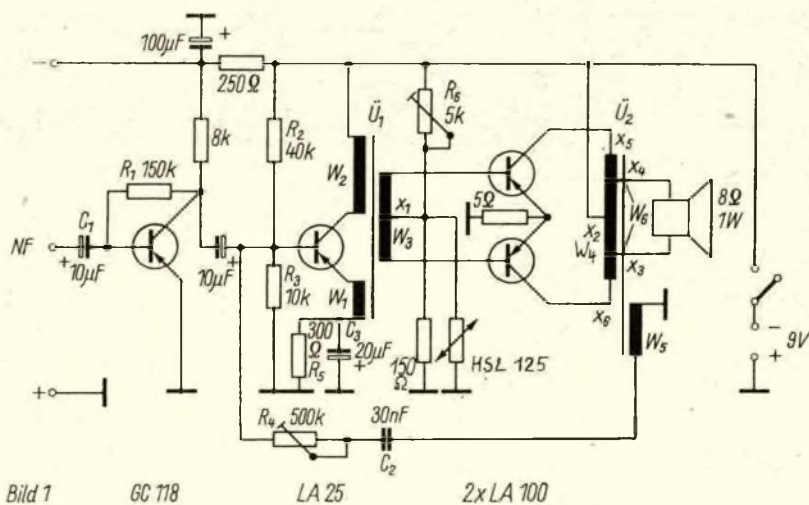 100µF
+
−
250Ω
8k
R₁ 150k
C₁
NF
+
10µF
+
10µF
R₂
40k
R₃
10k
Ü₁
W₂
W₁
300
Ω
R₅
C₃
20µF
+
x₁
W₃
R₆
5k
5Ω
150
Ω
HSL 125
Ü₂
x₅
x₄
W₆
x₂
W₄
x₃
x₆
W₅
8Ω
1W
−
+
9V
+
R₄ 500k
30nF
C₂
Bild 1 GC 118 LA 25 2x LA 100